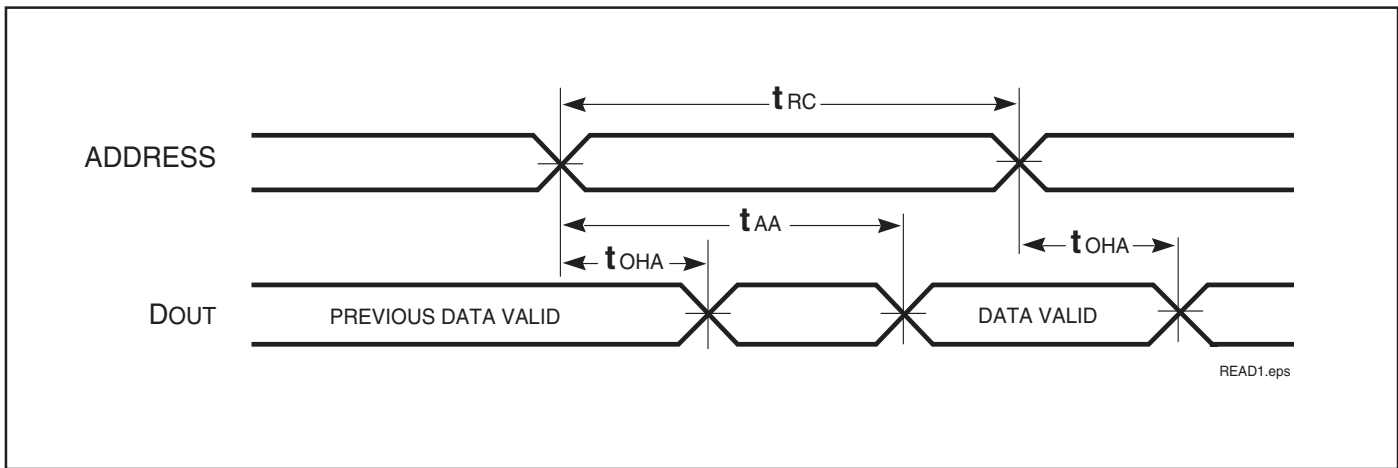 tRC
ADDRESS
tAA
tOHA
tOHA
DOUT
PREVIOUS DATA VALID
DATA VALID
READ1.eps